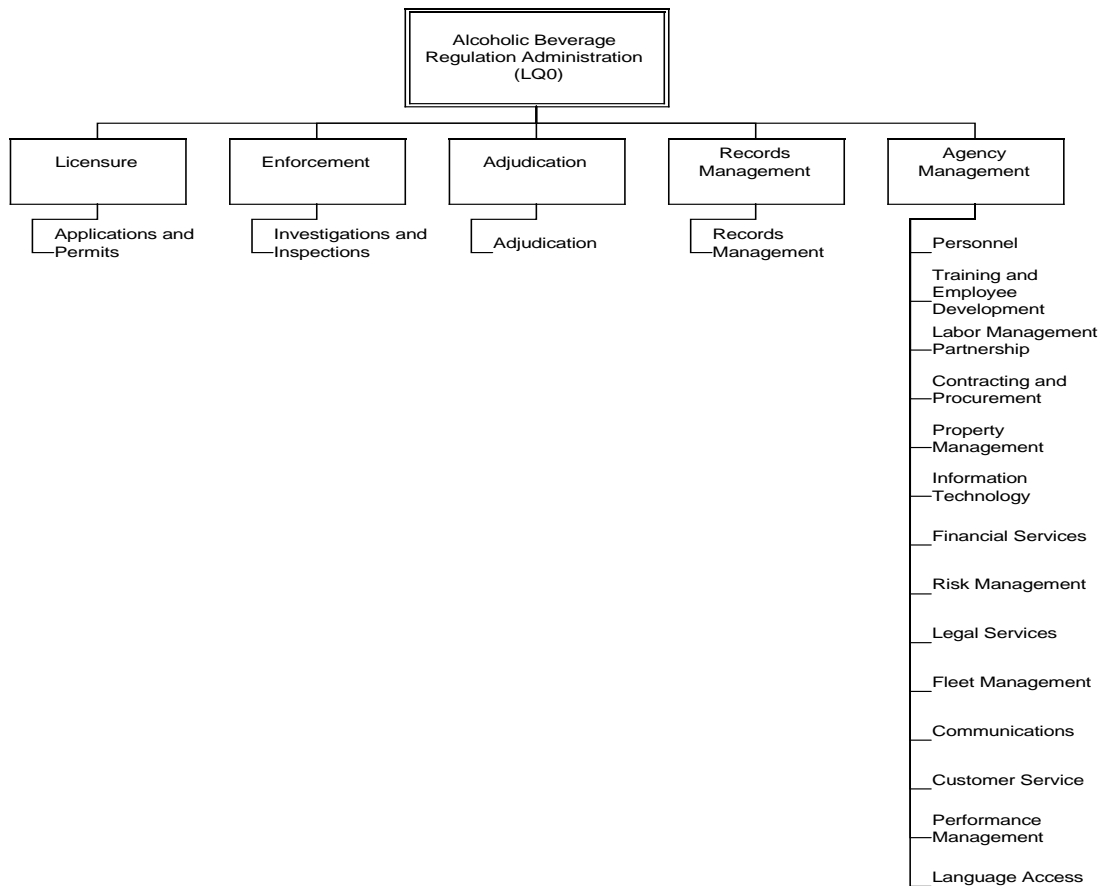 Alcoholic Beverage
Regulation Administration
(LQ0)
Licensure
Enforcement
Adjudication
Records
Management
Agency
Management
Applications and
Permits
Investigations and
Inspections
Adjudication
Records
Management
Personnel
Training and
Employee
Development
Labor Management
Partnership
Contracting and
Procurement
Property
Management
Information
Technology
Financial Services
Risk Management
Legal Services
Fleet Management
Communications
Customer Service
Performance
Management
Language Access